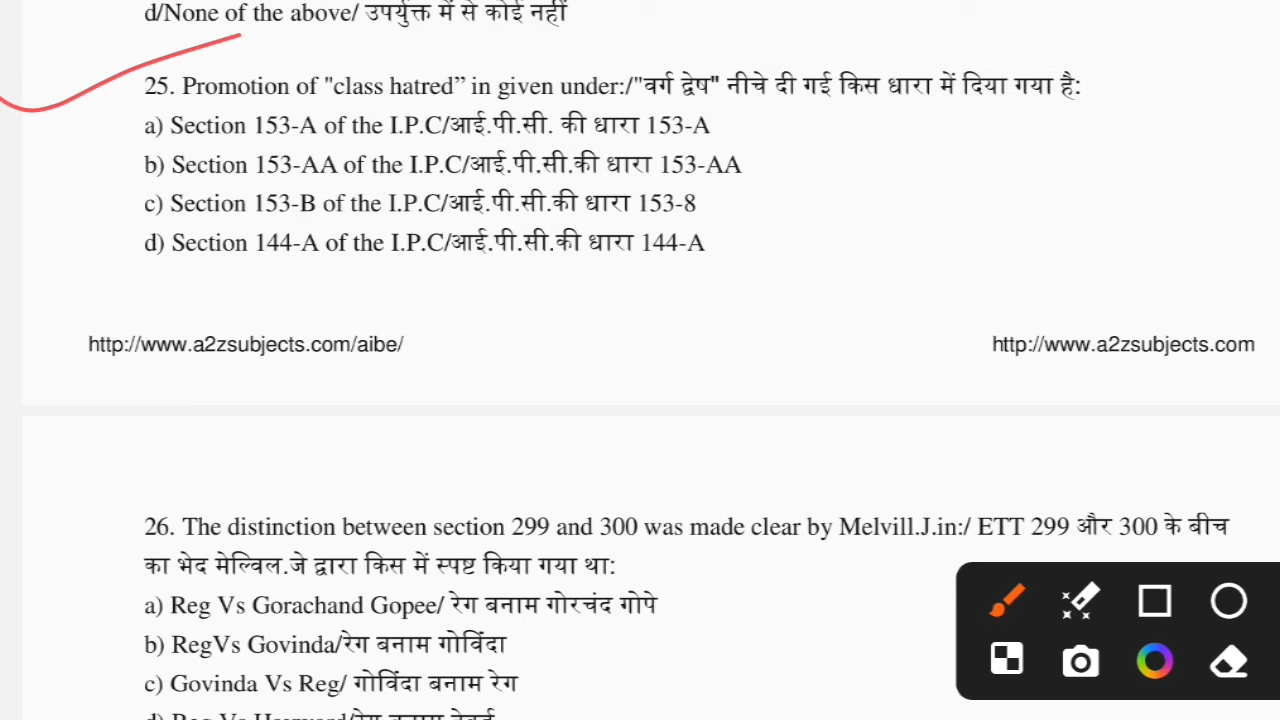 d/None of the above/ उपर्युक्त में से कोई नहीं
25. Promotion of "class hatred” in given under:/"वर्ग द्वेष" नीचे दी गई किस धारा में दिया गया है:
a) Section 153-A of the I.P.C/आई.पी.सी. की धारा 153-A
b) Section 153-AA of the I.P.C/आई.पी.सी.की धारा 153-AA
c) Section 153-B of the I.P.C/आई.पी.सी.की धारा 153-8
d) Section 144-A of the I.P.C/आई.पी.सी.की धारा 144-A
http://www.a2zsubjects.com/aibe/ http://www.a2zsubjects.com
26. The distinction between section 299 and 300 was made clear by Melvill.J.in:/ ETT 299 और 300 के बीच
का भेद मेल्विल.जे द्वारा किस में स्पष्ट किया गया था:
a) Reg Vs Gorachand Gopee/ रेग बनाम गोरचंद गोपे
b) RegVs Govinda/रेग बनाम गोविंदा
c) Govinda Vs Reg/ गोविंदा बनाम रेग
d) Reg Vs Hayward/रेग बनाम